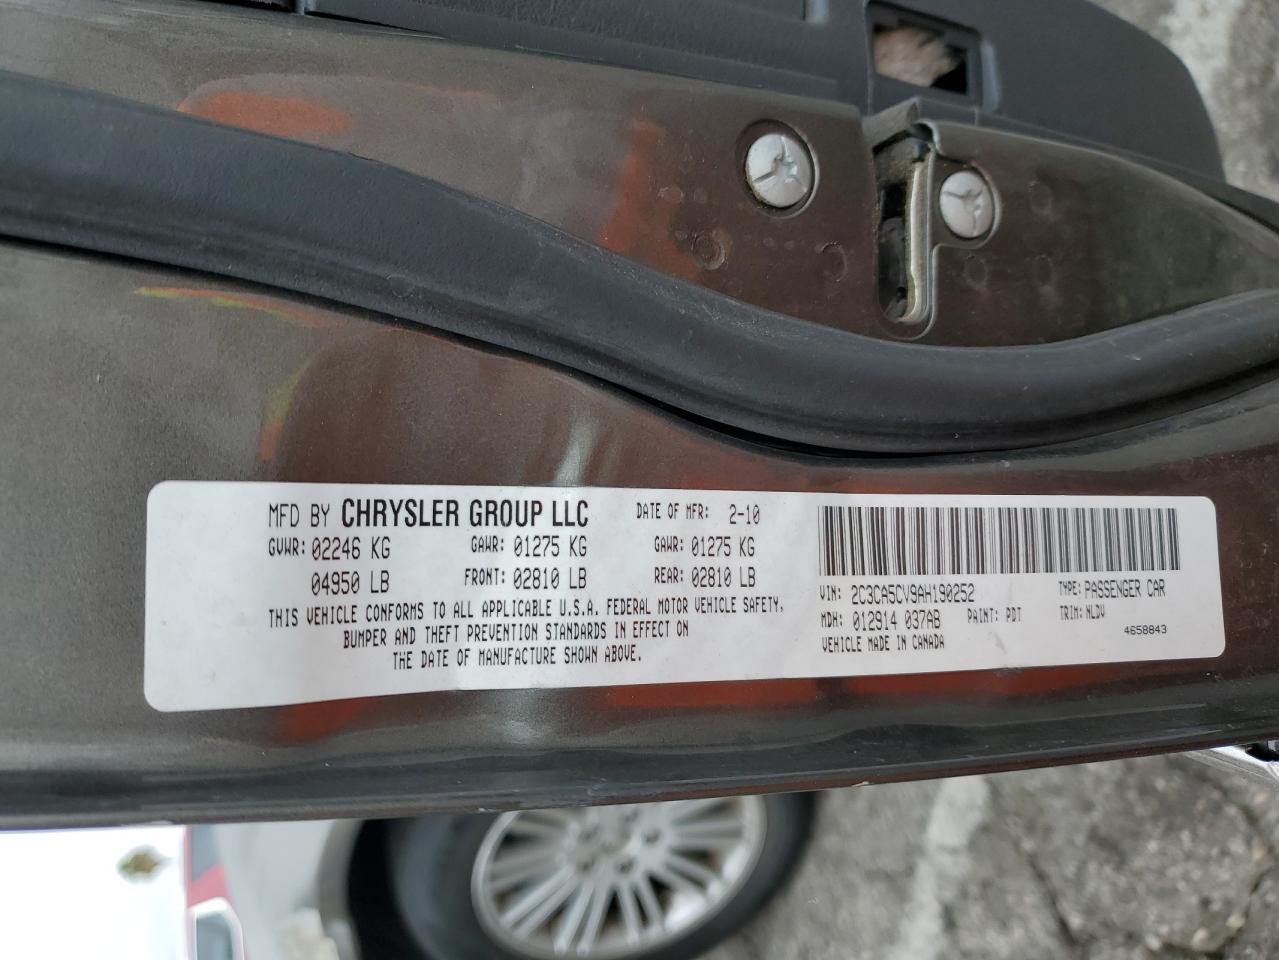 MFD BY CHRYSLER GROUP LLC DATE OF MFR: 2-10
GVWR: 02246 KG GAWR: 01275 KG GAWR: 01275 KG
04950 LB FRONT: 02810 LB REAR: 02810 LB
THIS VEHICLE CONFORMS TO ALL APPLICABLE U.S.A. FEDERAL MOTOR VEHICLE SAFETY,
BUMPER AND THEFT PREVENTION STANDARDS IN EFFECT ON
THE DATE OF MANUFACTURE SHOWN ABOVE.
VIN: 2C3CA5CV9AH190252 TYPE: PASSENGER CAR
MDH: 012914 037AB PAINT: PDT TRIM: NLDV
VEHICLE MADE IN CANADA 4658843